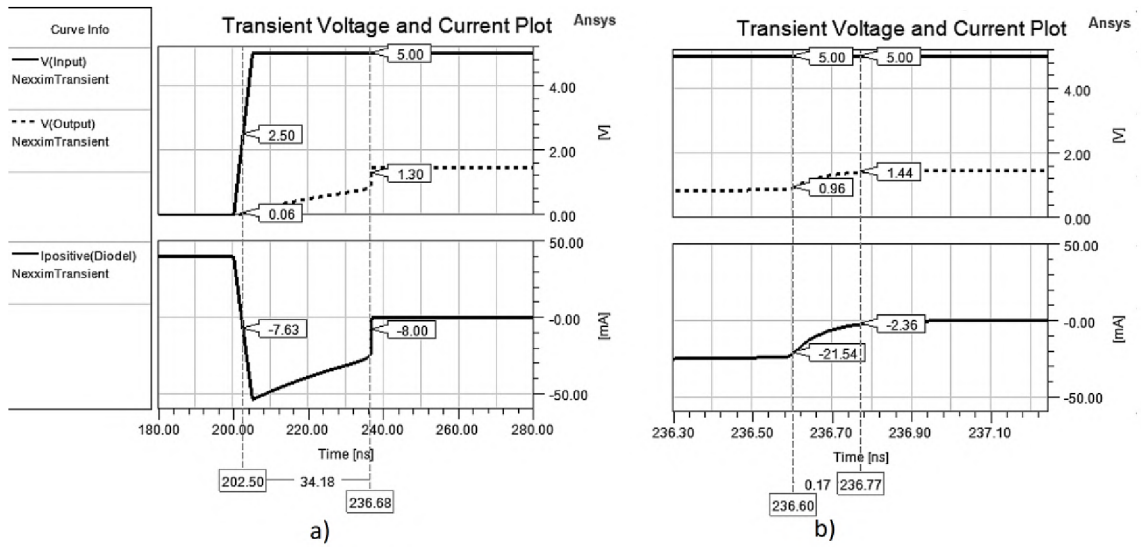 Curve Info
V(Input)
NexximTransient
V(Output)
NexximTransient
Ipositive(Diodel)
NexximTransient
Transient Voltage and Current Plot
Ansys
5.00
2.50
1.30
0.06
4.00
2.00
0.00
[V]
-7.63
-8.00
50.00
-0.00
-50.00
[mA]
180.00 200.00 220.00 240.00 260.00 280.00
Time [ns]
202.50 34.18 236.68
a)
Transient Voltage and Current Plot
Ansys
5.00 5.00
1.44
0.96
4.00
2.00
0.00
[V]
-2.36
-21.54
50.00
-0.00
-50.00
[mA]
236.30 236.50 236.70 236.90 237.10
Time [ns]
0.17 236.77
236.60
b)